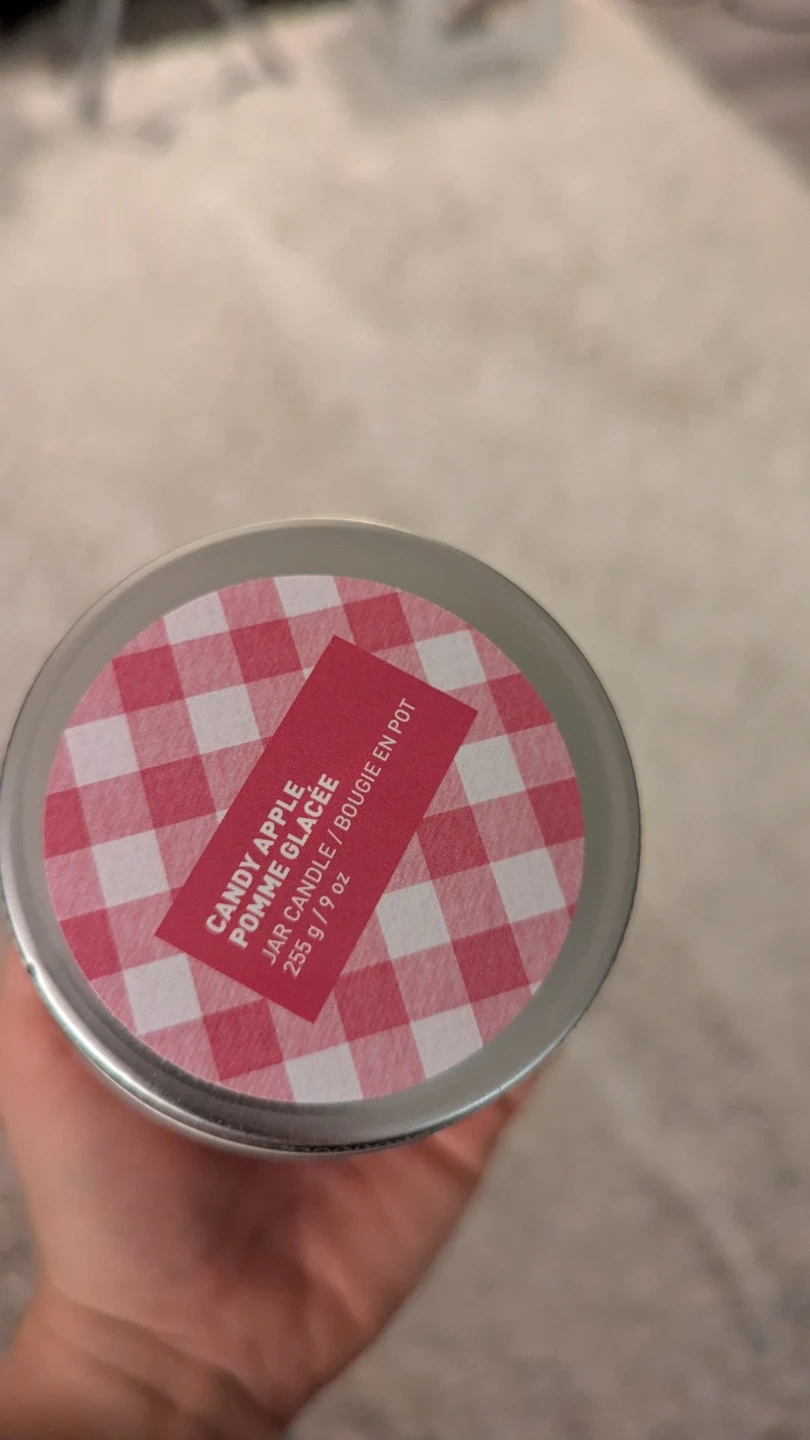 CANDY APPLE,
POMME GLACÉE
JAR CANDLE / BOUGIE EN POT
255 g / 9 oz